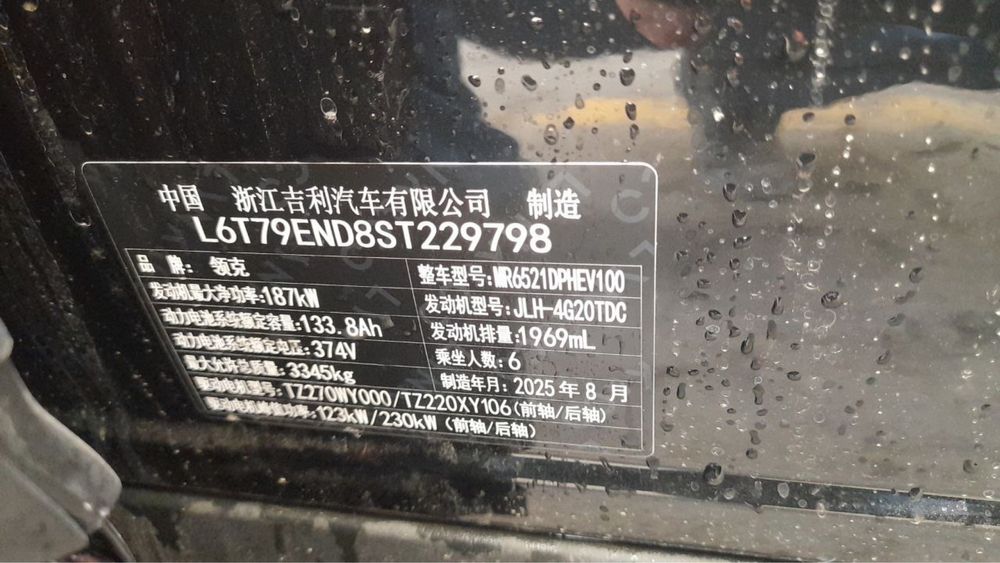 中国 浙江吉利汽车有限公司 制造
L6T79END8ST229798
品 牌: 领克
整车型号:MR6521DPHEV100
发动机最大净功率:187kW
发动机型号:JLH-4G20TDC
动力电池系统额定容量:133.8Ah
发动机排量:1969mL
动力电池系统额定电压:374V
乘坐人数:6
最大允许总质量:3345kg
制造年月:2025年8月
驱动电机型号:TZ270WY000/TZ220XY106(前轴/后轴)
驱动电机峰值功率:123kW/230kW(前轴/后轴)